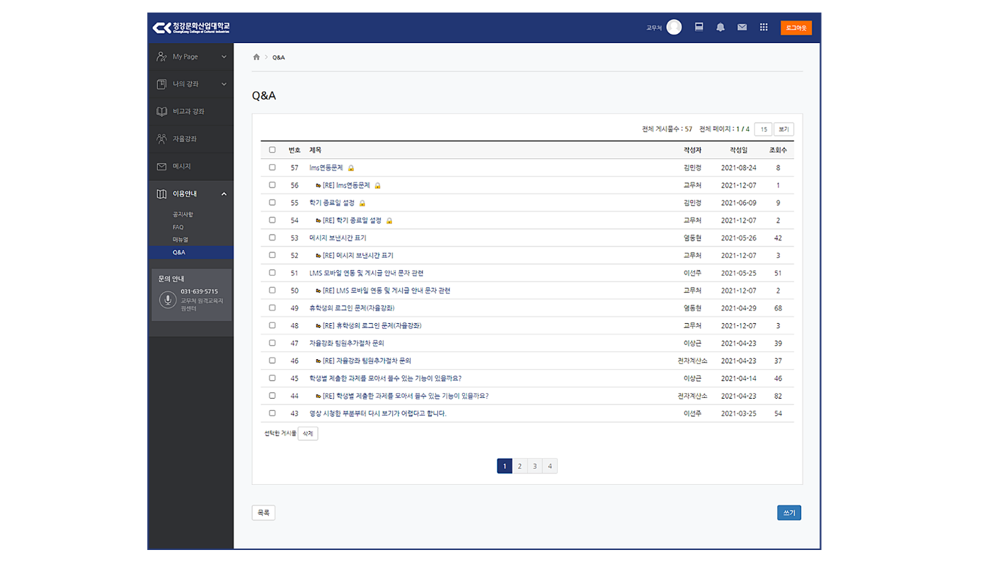 청강문화산업대학교
ChungKang College of Cultural Industries
교무처
로그아웃
My Page
나의 강좌
비교과 강좌
자율강좌
메시지
이용안내
공지사항
FAQ
매뉴얼
Q&A
문의 안내
031-639-5715
교무처 원격교육지
원센터
Q&A
Q&A
전체 게시물수 : 57 전체 페이지 : 1 / 4 15 보기
번호 제목 작성자 작성일 조회수
57 lms연동문제 김민정 2021-08-24 8
56 [RE] lms연동문제 교무처 2021-12-07 1
55 학기 종료일 설정 김민정 2021-06-09 9
54 [RE] 학기 종료일 설정 교무처 2021-12-07 2
53 메시지 보낸시간 표기 염동현 2021-05-26 42
52 [RE] 메시지 보낸시간 표기 교무처 2021-12-07 3
51 LMS 모바일 연동 및 게시글 안내 문자 관련 이선주 2021-05-25 51
50 [RE] LMS 모바일 연동 및 게시글 안내 문자 관련 교무처 2021-12-07 2
49 휴학생의 로그인 문제(자율강좌) 염동현 2021-04-29 68
48 [RE] 휴학생의 로그인 문제(자율강좌) 교무처 2021-12-07 3
47 자율강좌 팀원추가절차 문의 이상근 2021-04-23 39
46 [RE] 자율강좌 팀원추가절차 문의 전자계산소 2021-04-23 37
45 학생별 제출한 과제를 모아서 볼수 있는 기능이 있을까요? 이상근 2021-04-14 46
44 [RE] 학생별 제출한 과제를 모아서 볼수 있는 기능이 있을까요? 전자계산소 2021-04-23 82
43 영상 시청한 부분부터 다시 보기가 어렵다고 합니다. 이선주 2021-03-25 54
선택한 게시물 삭제
1 2 3 4
목록
쓰기